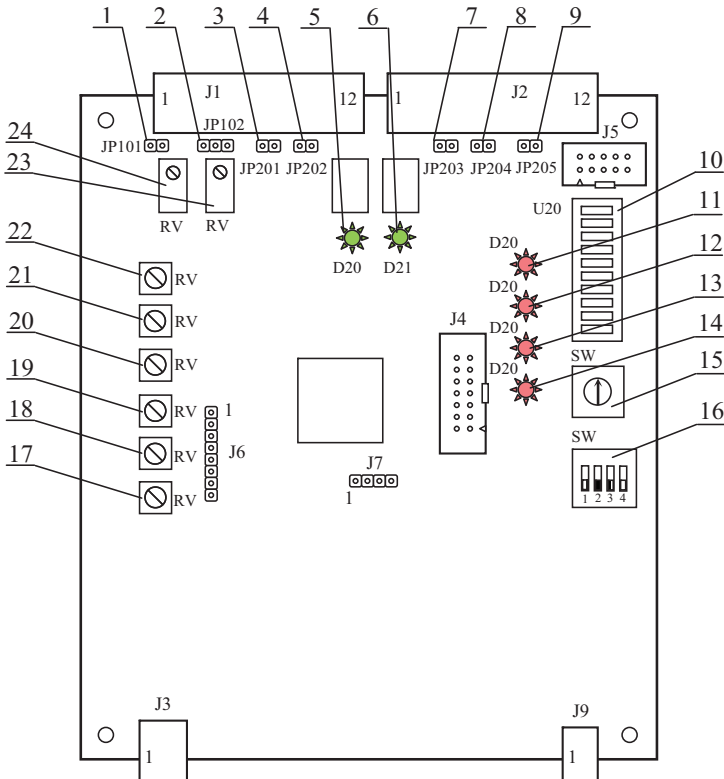 1 2 3 4 5 6 7 8 9
1 J1 12 1 J2 12
JP102 J5
24 JP101 JP201 JP202 JP203 JP204 JP205
23 10
RV RV U20 11
D20 D21 D20 12
22 RV D20 13
21 RV D20 14
20 RV J4 D20 SW 15
19 RV 1 16
18 RV J6 SW
17 RV J7 1 2 3 4
1
J3 J9
1 1